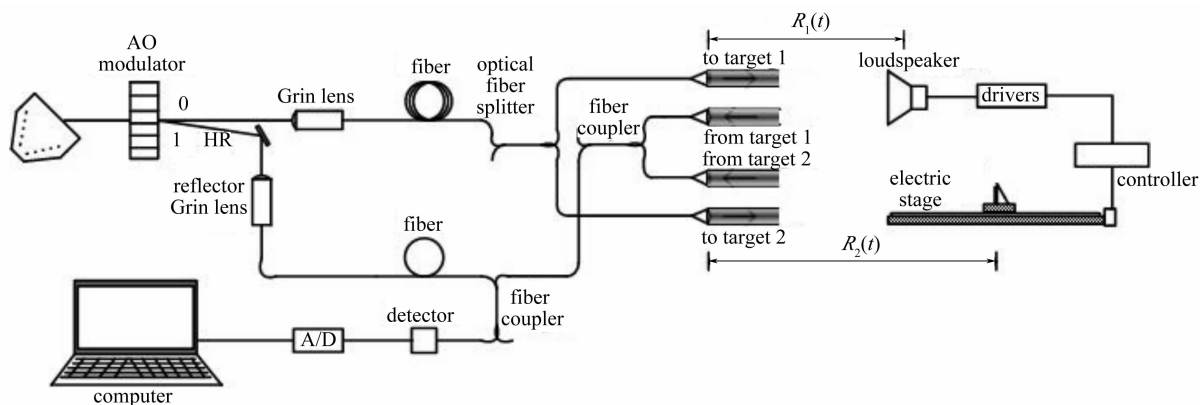 AO
modulator
0
1
HR
Grin lens
fiber
optical
fiber
splitter
reflector
Grin lens
fiber
fiber
coupler
fiber
coupler
detector
A/D
computer
R₁(t)
to target 1
from target 1
from target 2
to target 2
R₂(t)
loudspeaker
drivers
controller
electric
stage